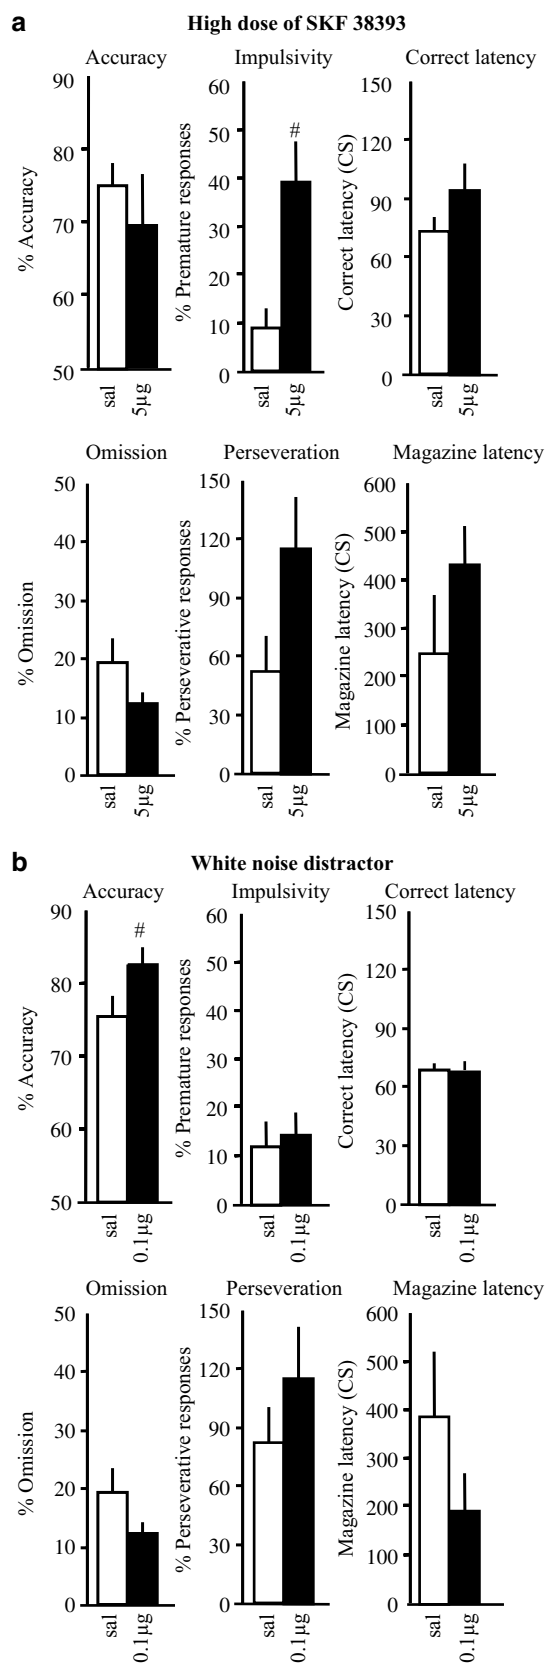 a
High dose of SKF 38393
Accuracy
% Accuracy
90
80
70
60
50
sal
5µg
Impulsivity
% Premature responses
60
50
40
30
20
10
0
#
sal
5µg
Correct latency
Correct latency (CS)
150
120
90
60
30
0
sal
5µg
Omission
% Omission
50
40
30
20
10
0
sal
5µg
Perseveration
% Perseverative responses
150
120
90
60
30
0
sal
5µg
Magazine latency
Magazine latency (CS)
600
500
400
300
200
100
0
sal
5µg
b
White noise distractor
Accuracy
% Accuracy
90
80
70
60
50
#
sal
0.1µg
Impulsivity
% Premature responses
60
50
40
30
20
10
0
sal
0.1µg
Correct latency
Correct latency (CS)
150
120
90
60
30
0
sal
0.1µg
Omission
% Omission
50
40
30
20
10
0
sal
0.1µg
Perseveration
% Perseverative responses
150
120
90
60
30
0
sal
0.1µg
Magazine latency
Magazine latency (CS)
600
500
400
300
200
100
0
sal
0.1µg